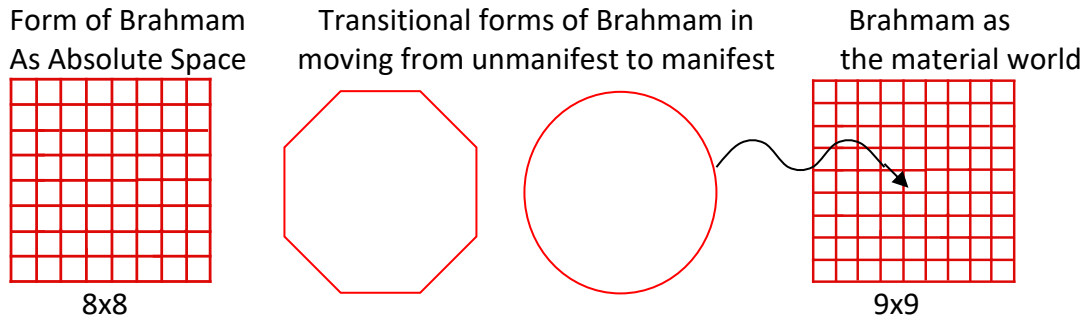 Form of Brahmam
As Absolute Space
Transitional forms of Brahmam in
moving from unmanifest to manifest
Brahmam as
the material world
8x8
9x9